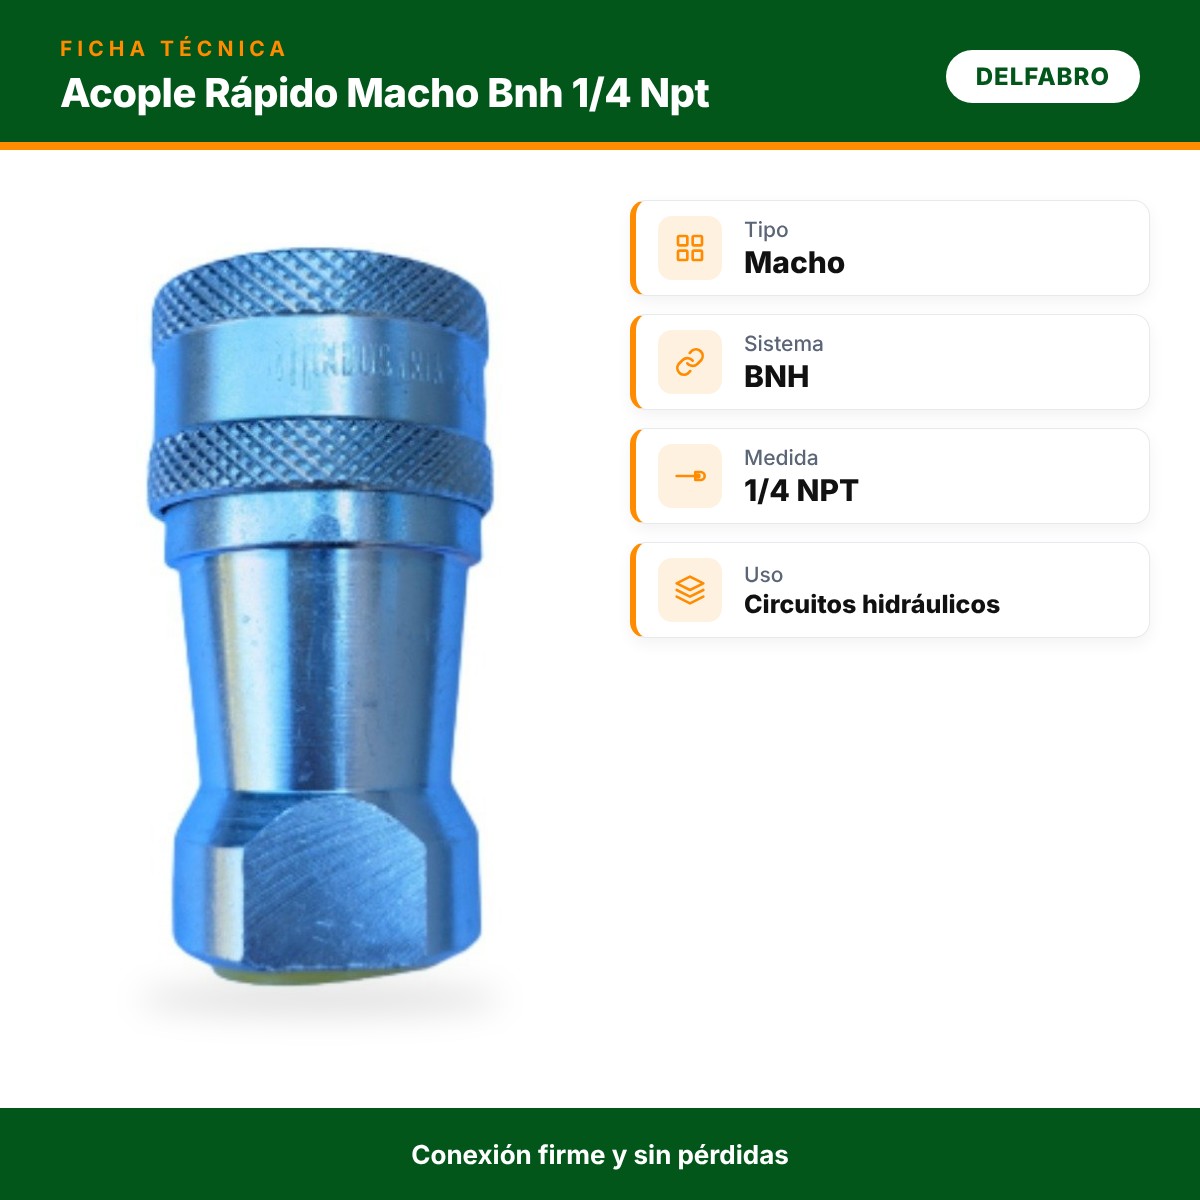 FICHA TÉCNICA
Acople Rápido Macho Bnh 1/4 Npt
DELFABRO
Tipo
Macho
Sistema
BNH
Medida
1/4 NPT
Uso
Circuitos hidráulicos
Conexión firme y sin pérdidas